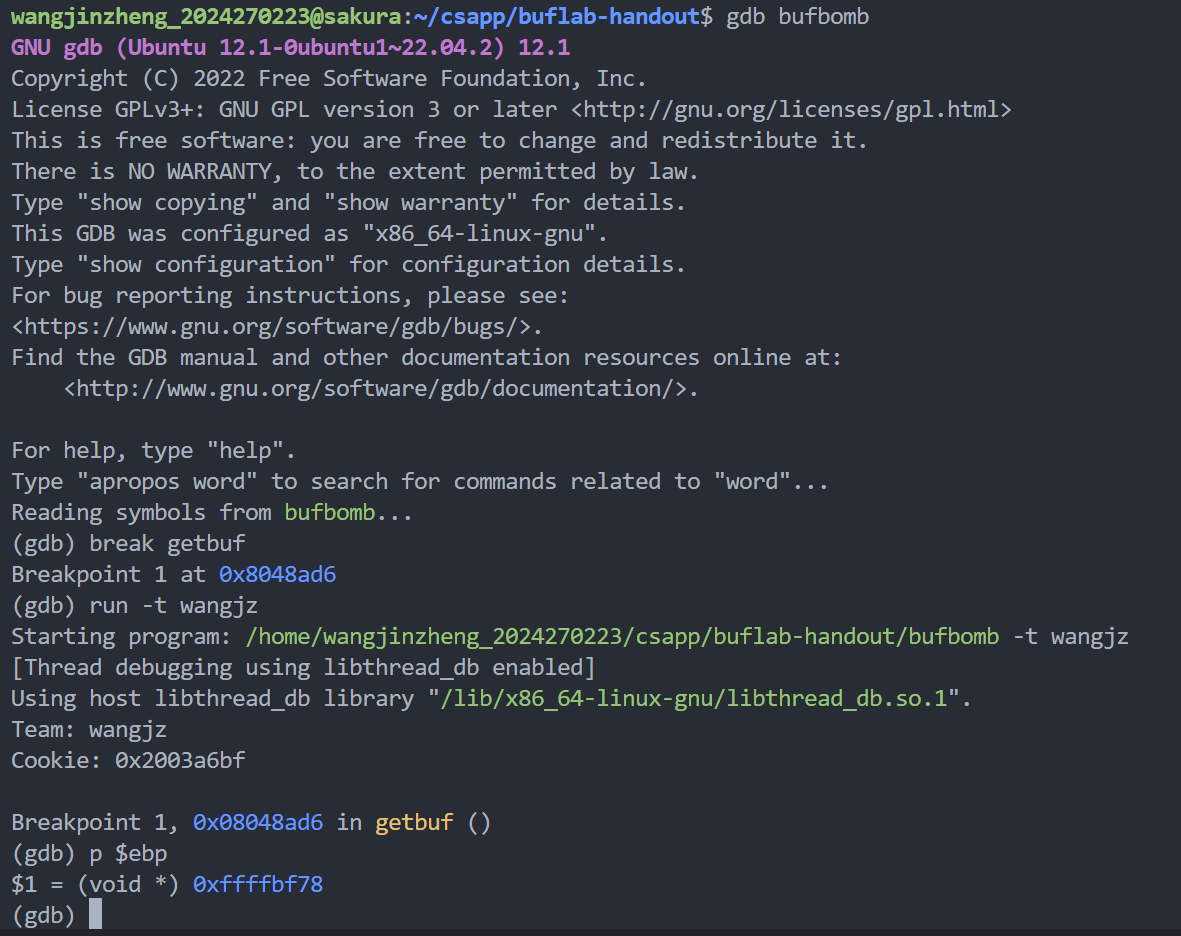 wangjinzheng_2024270223@sakura:~/csapp/buflab-handout$ gdb bufbomb
GNU gdb (Ubuntu 12.1-0ubuntu1~22.04.2) 12.1
Copyright (C) 2022 Free Software Foundation, Inc.
License GPLv3+: GNU GPL version 3 or later <http://gnu.org/licenses/gpl.html>
This is free software: you are free to change and redistribute it.
There is NO WARRANTY, to the extent permitted by law.
Type "show copying" and "show warranty" for details.
This GDB was configured as "x86_64-linux-gnu".
Type "show configuration" for configuration details.
For bug reporting instructions, please see:
<https://www.gnu.org/software/gdb/bugs/>.
Find the GDB manual and other documentation resources online at:
    <http://www.gnu.org/software/gdb/documentation/>.

For help, type "help".
Type "apropos word" to search for commands related to "word"...
Reading symbols from bufbomb...
(gdb) break getbuf
Breakpoint 1 at 0x8048ad6
(gdb) run -t wangjz
Starting program: /home/wangjinzheng_2024270223/csapp/buflab-handout/bufbomb -t wangjz
[Thread debugging using libthread_db enabled]
Using host libthread_db library "/lib/x86_64-linux-gnu/libthread_db.so.1".
Team: wangjz
Cookie: 0x2003a6bf

Breakpoint 1, 0x08048ad6 in getbuf ()
(gdb) p $ebp
$1 = (void *) 0xffffbf78
(gdb)